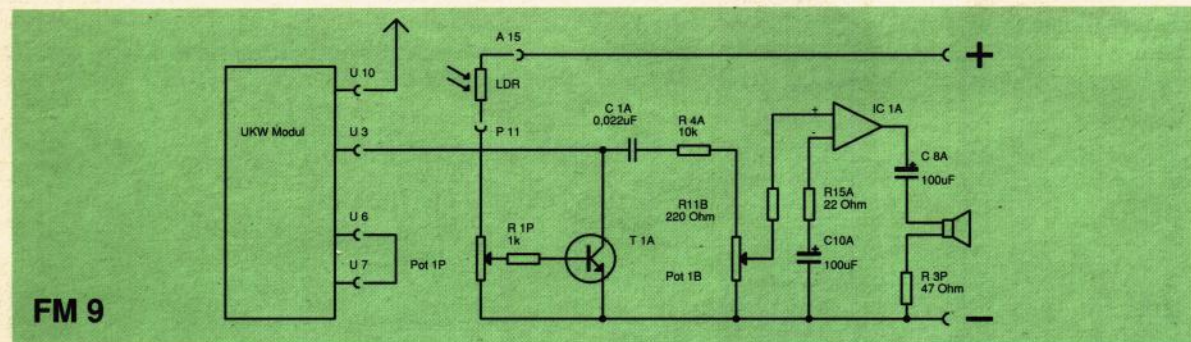 A 15
+
U 10
LDR
IC 1A
C 1A
0,022uF
UKW Modul
U 3
P 11
R 4A
10k
+
-
C 8A
100uF
+
R11B
220 Ohm
R15A
22 Ohm
U 6
R 1P
1k
T 1A
+
C10A
100uF
U 7
Pot 1P
Pot 1B
R 3P
47 Ohm
FM 9
−